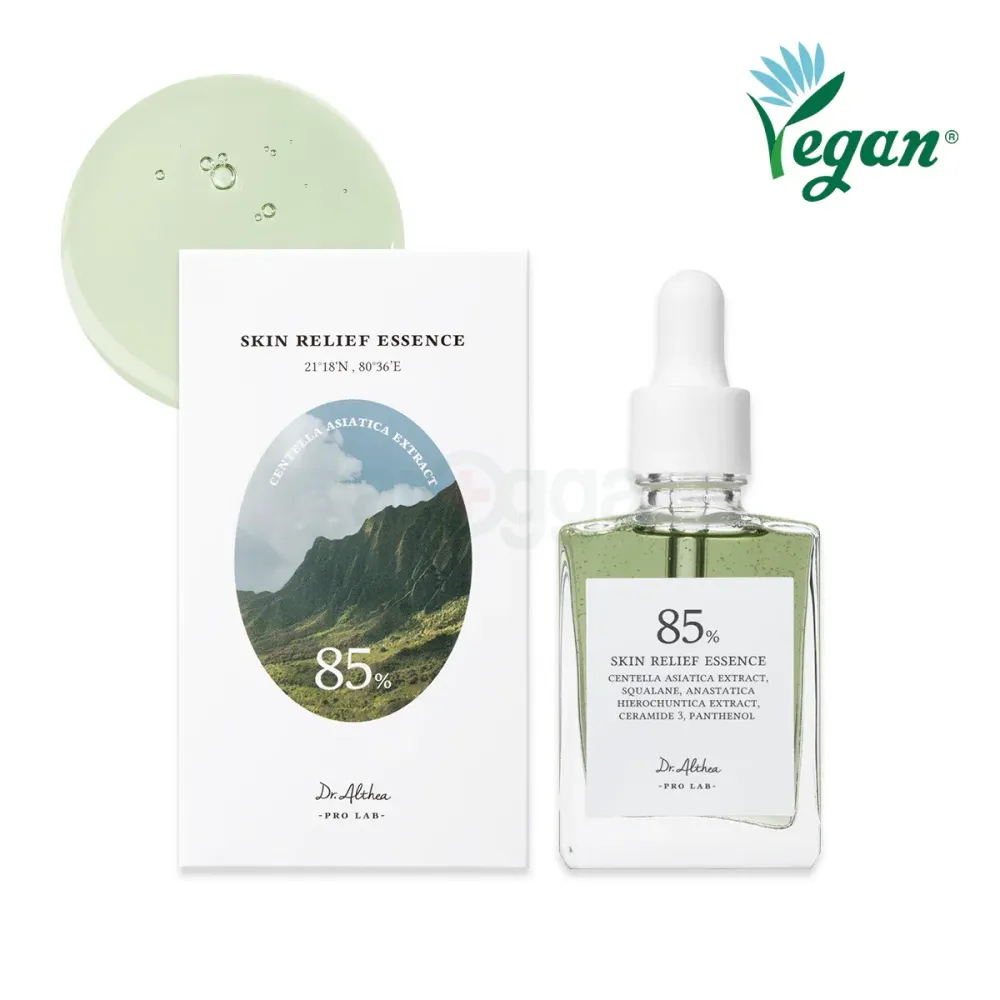 Vegan®
SKIN RELIEF ESSENCE
21°18'N , 80°36'E
CENTELLA ASIATICA EXTRACT
85%
Dr.Althea
-PRO LAB-
85%
SKIN RELIEF ESSENCE
CENTELLA ASIATICA EXTRACT,
SQUALANE, ANASTATICA
HIEROCHUNTICA EXTRACT,
CERAMIDE 3, PANTHENOL
Dr.Althea
-PRO LAB-